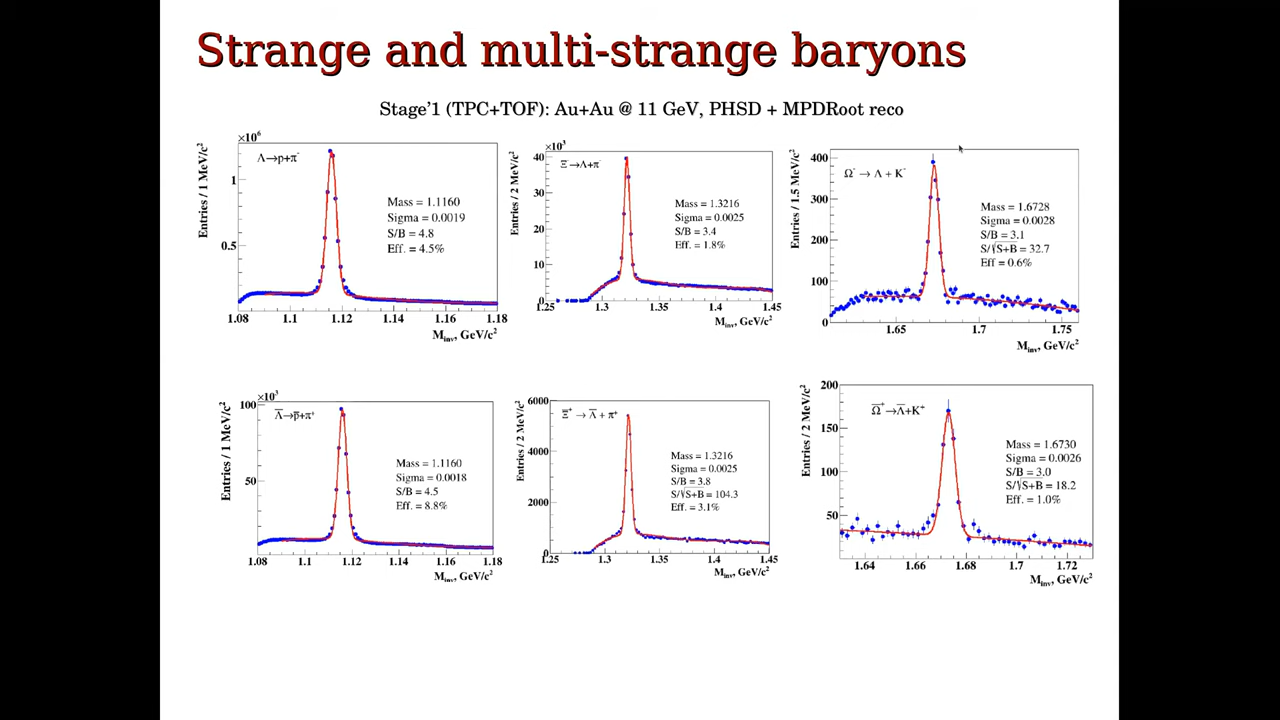 Strange and multi-strange baryons
Stage'1 (TPC+TOF): Au+Au @ 11 GeV, PHSD + MPDRoot reco
×10⁶
Entries / 1 MeV/c²
Λ→p+π⁻
Mass = 1.1160
Sigma = 0.0019
S/B = 4.8
Eff. = 4.5%
1
0.5
1.08 1.1 1.12 1.14 1.16 1.18
M_inv, GeV/c²
×10³
Entries / 2 MeV/c²
Ξ⁻→Λ+π⁻
Mass = 1.3216
Sigma = 0.0025
S/B = 3.4
Eff. = 1.8%
40
30
20
10
0
1.25 1.3 1.35 1.4 1.45
M_inv, GeV/c²
Entries / 1.5 MeV/c²
Ω⁻ → Λ + K⁻
Mass = 1.6728
Sigma = 0.0028
S/B = 3.1
S/√S+B = 32.7
Eff = 0.6%
400
300
200
100
0
1.65 1.7 1.75
M_inv, GeV/c²
×10³
Entries / 1 MeV/c²
Λ̅→p̅+π⁺
Mass = 1.1160
Sigma = 0.0018
S/B = 4.5
Eff. = 8.8%
100
50
1.08 1.1 1.12 1.14 1.16 1.18
M_inv, GeV/c²
Entries / 2 MeV/c²
Ξ̅⁺ → Λ̅ + π⁺
Mass = 1.3216
Sigma = 0.0025
S/B = 3.8
S/√S+B = 104.3
Eff. = 3.1%
6000
4000
2000
0
1.25 1.3 1.35 1.4 1.45
M_inv, GeV/c²
Entries / 2 MeV/c²
Ω̅⁺→Λ̅+K⁺
Mass = 1.6730
Sigma = 0.0026
S/B = 3.0
S/√S+B = 18.2
Eff. = 1.0%
200
150
100
50
1.64 1.66 1.68 1.7 1.72
M_inv, GeV/c²